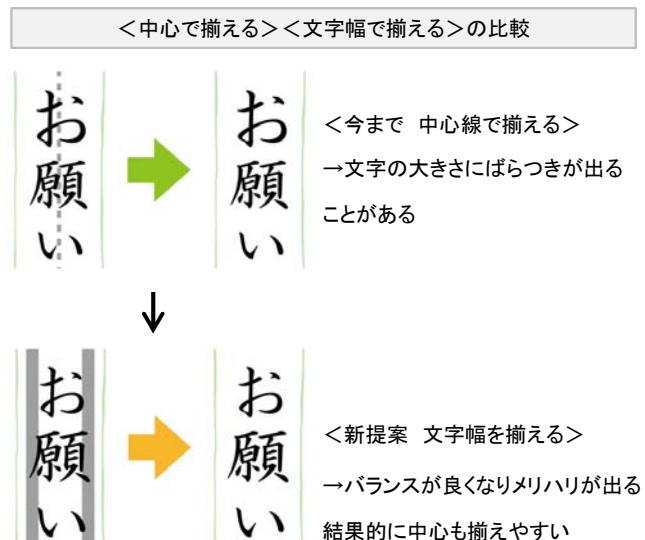 ＜中心で揃える＞＜文字幅で揃える＞の比較
お願い
お願い
＜今まで　中心線で揃える＞
→文字の大きさにばらつきが出る
ことがある
↓
お願い
お願い
＜新提案　文字幅を揃える＞
→バランスが良くなりメリハリが出る
結果的に中心も揃えやすい